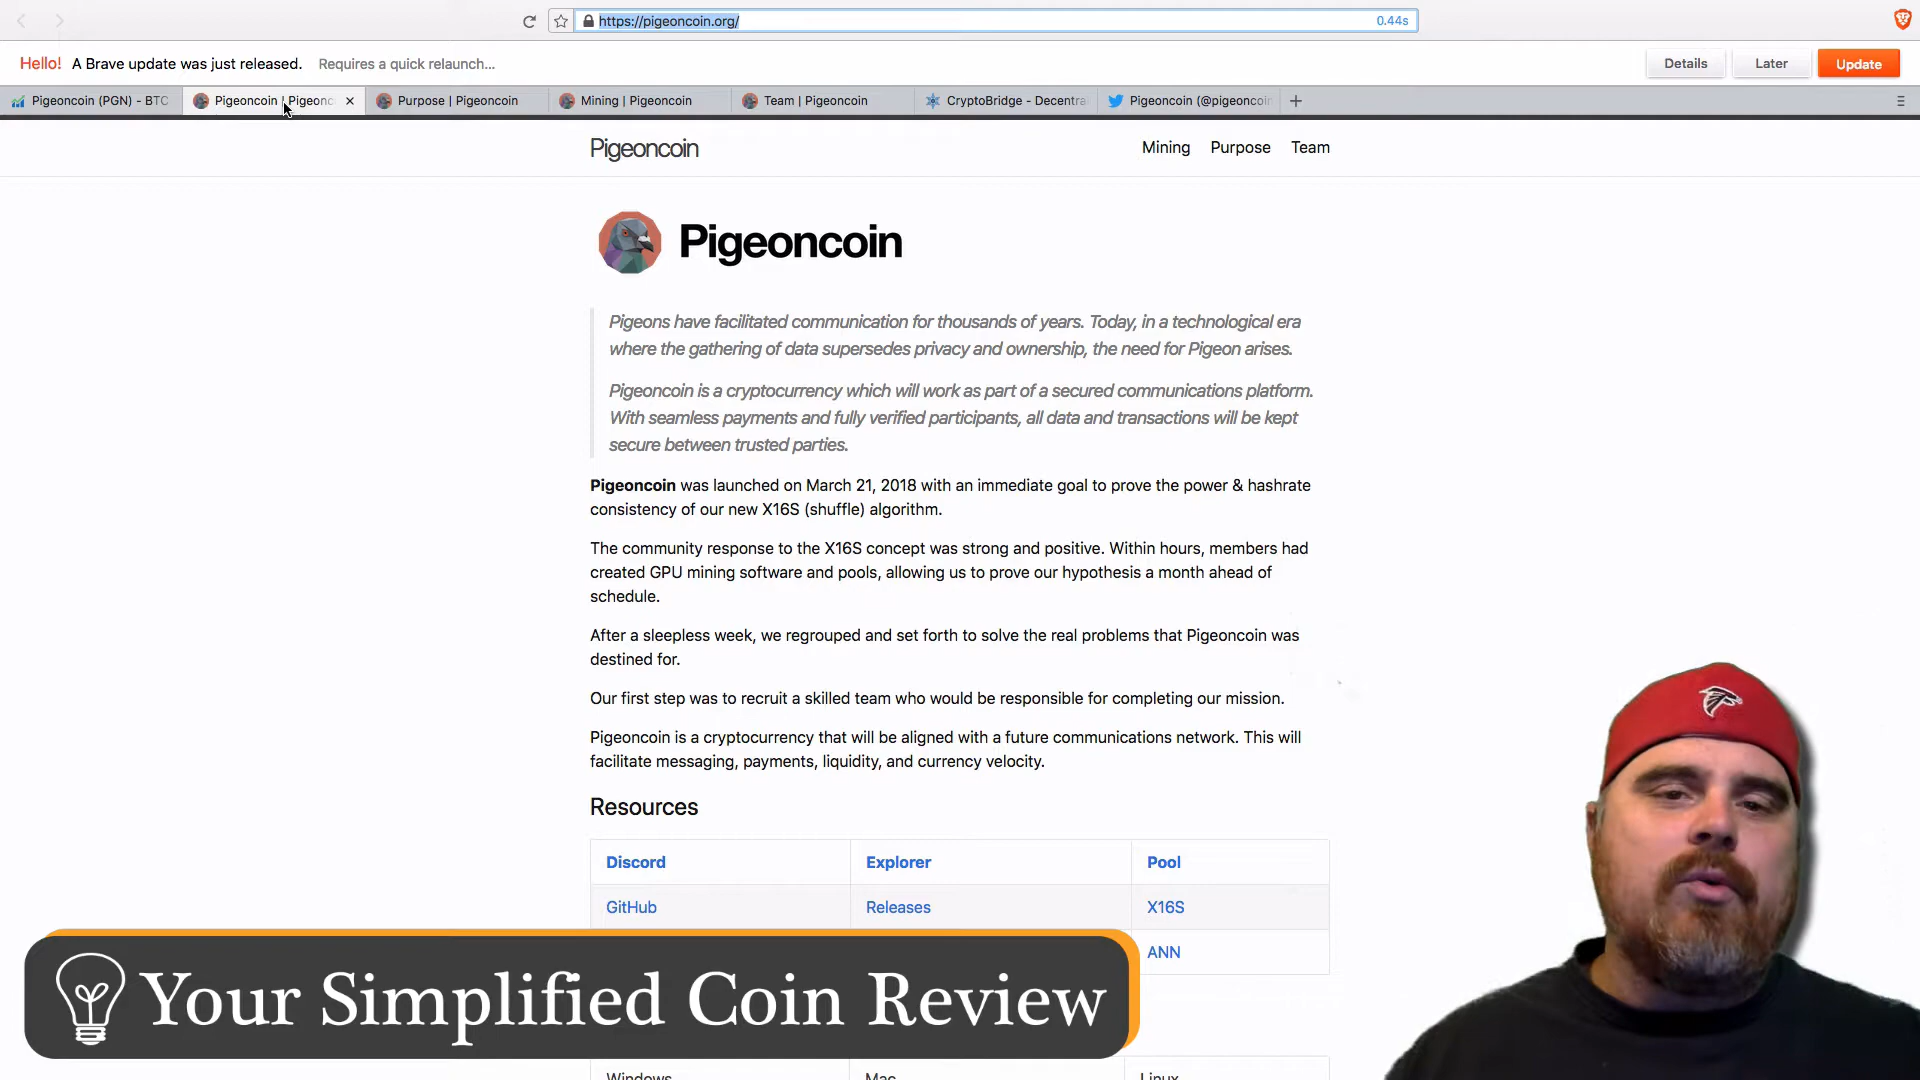 https://pigeoncoin.org/
0.44s
Hello! A Brave update was just released. Requires a quick relaunch...
Details
Later
Update
Pigeoncoin (PGN) - BTC
Pigeoncoin | Pigeonc
Purpose | Pigeoncoin
Mining | Pigeoncoin
Team | Pigeoncoin
CryptoBridge - Decentra
Pigeoncoin (@pigeoncoin
Pigeoncoin
Mining
Purpose
Team
Pigeoncoin
Pigeons have facilitated communication for thousands of years. Today, in a technological era
where the gathering of data supersedes privacy and ownership, the need for Pigeon arises.
Pigeoncoin is a cryptocurrency which will work as part of a secured communications platform.
With seamless payments and fully verified participants, all data and transactions will be kept
secure between trusted parties.
Pigeoncoin was launched on March 21, 2018 with an immediate goal to prove the power & hashrate
consistency of our new X16S (shuffle) algorithm.
The community response to the X16S concept was strong and positive. Within hours, members had
created GPU mining software and pools, allowing us to prove our hypothesis a month ahead of
schedule.
After a sleepless week, we regrouped and set forth to solve the real problems that Pigeoncoin was
destined for.
Our first step was to recruit a skilled team who would be responsible for completing our mission.
Pigeoncoin is a cryptocurrency that will be aligned with a future communications network. This will
facilitate messaging, payments, liquidity, and currency velocity.
Resources
Discord
Explorer
Pool
GitHub
Releases
X16S
ANN
Your Simplified Coin Review
Windows
Mac
Linux